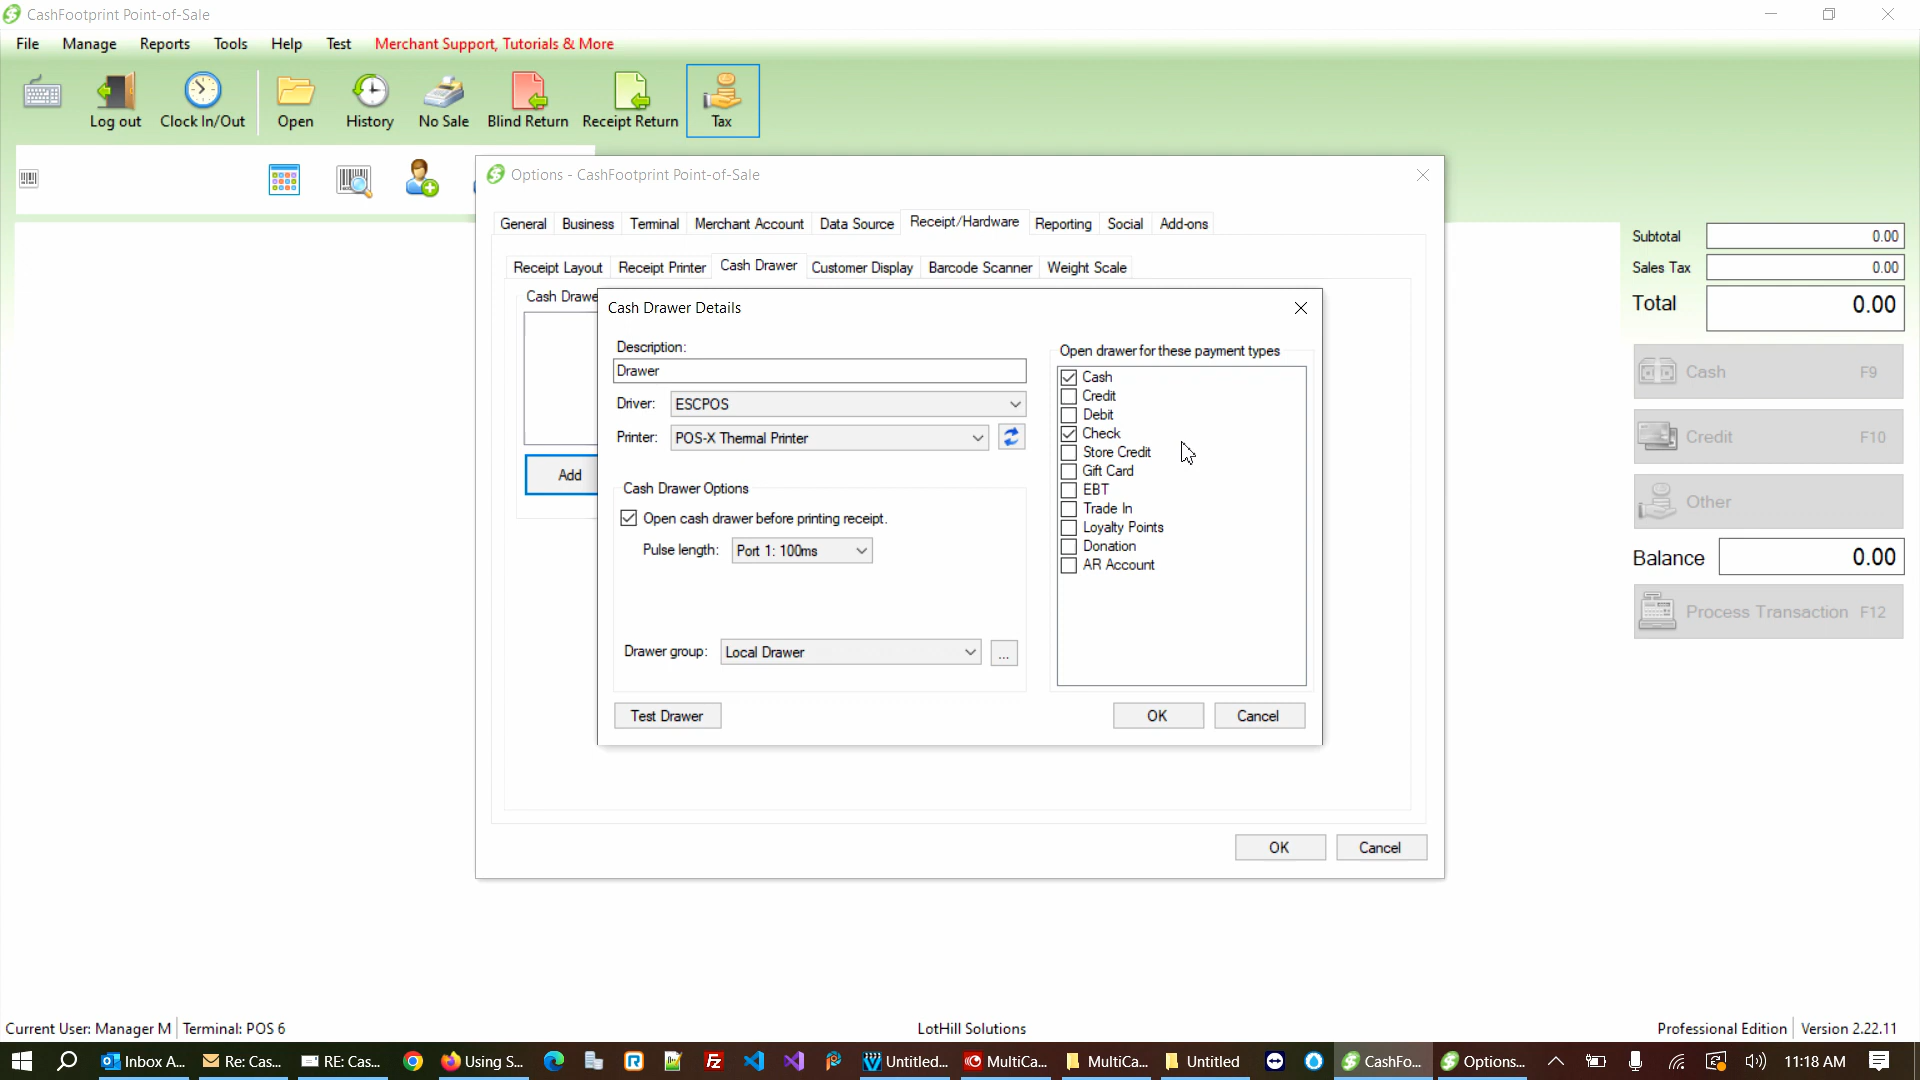 CashFootprint Point-of-Sale
File Manage Reports Tools Help Test Merchant Support, Tutorials & More
Log out Clock In/Out Open History No Sale Blind Return Receipt Return Tax
Options - CashFootprint Point-of-Sale
General Business Terminal Merchant Account Data Source Receipt/Hardware Reporting Social Add-ons
Receipt Layout Receipt Printer Cash Drawer Customer Display Barcode Scanner Weight Scale
Cash Drawe
Add
Cash Drawer Details
Description:
Drawer
Driver: ESCPOS
Printer: POS-X Thermal Printer
Cash Drawer Options
Open cash drawer before printing receipt.
Pulse length: Port 1: 100ms
Drawer group: Local Drawer ...
Test Drawer
Open drawer for these payment types
Cash
Credit
Debit
Check
Store Credit
Gift Card
EBT
Trade In
Loyalty Points
Donation
AR Account
OK Cancel
OK Cancel
Subtotal 0.00
Sales Tax 0.00
Total 0.00
Cash F9
Credit F10
Other
Balance 0.00
Process Transaction F12
Current User: Manager M Terminal: POS 6 LotHill Solutions Professional Edition Version 2.22.11
Inbox A... Re: Cas... RE: Cas... Using S... Untitled... MultiCa... MultiCa... Untitled CashFo... Options... 11:18 AM